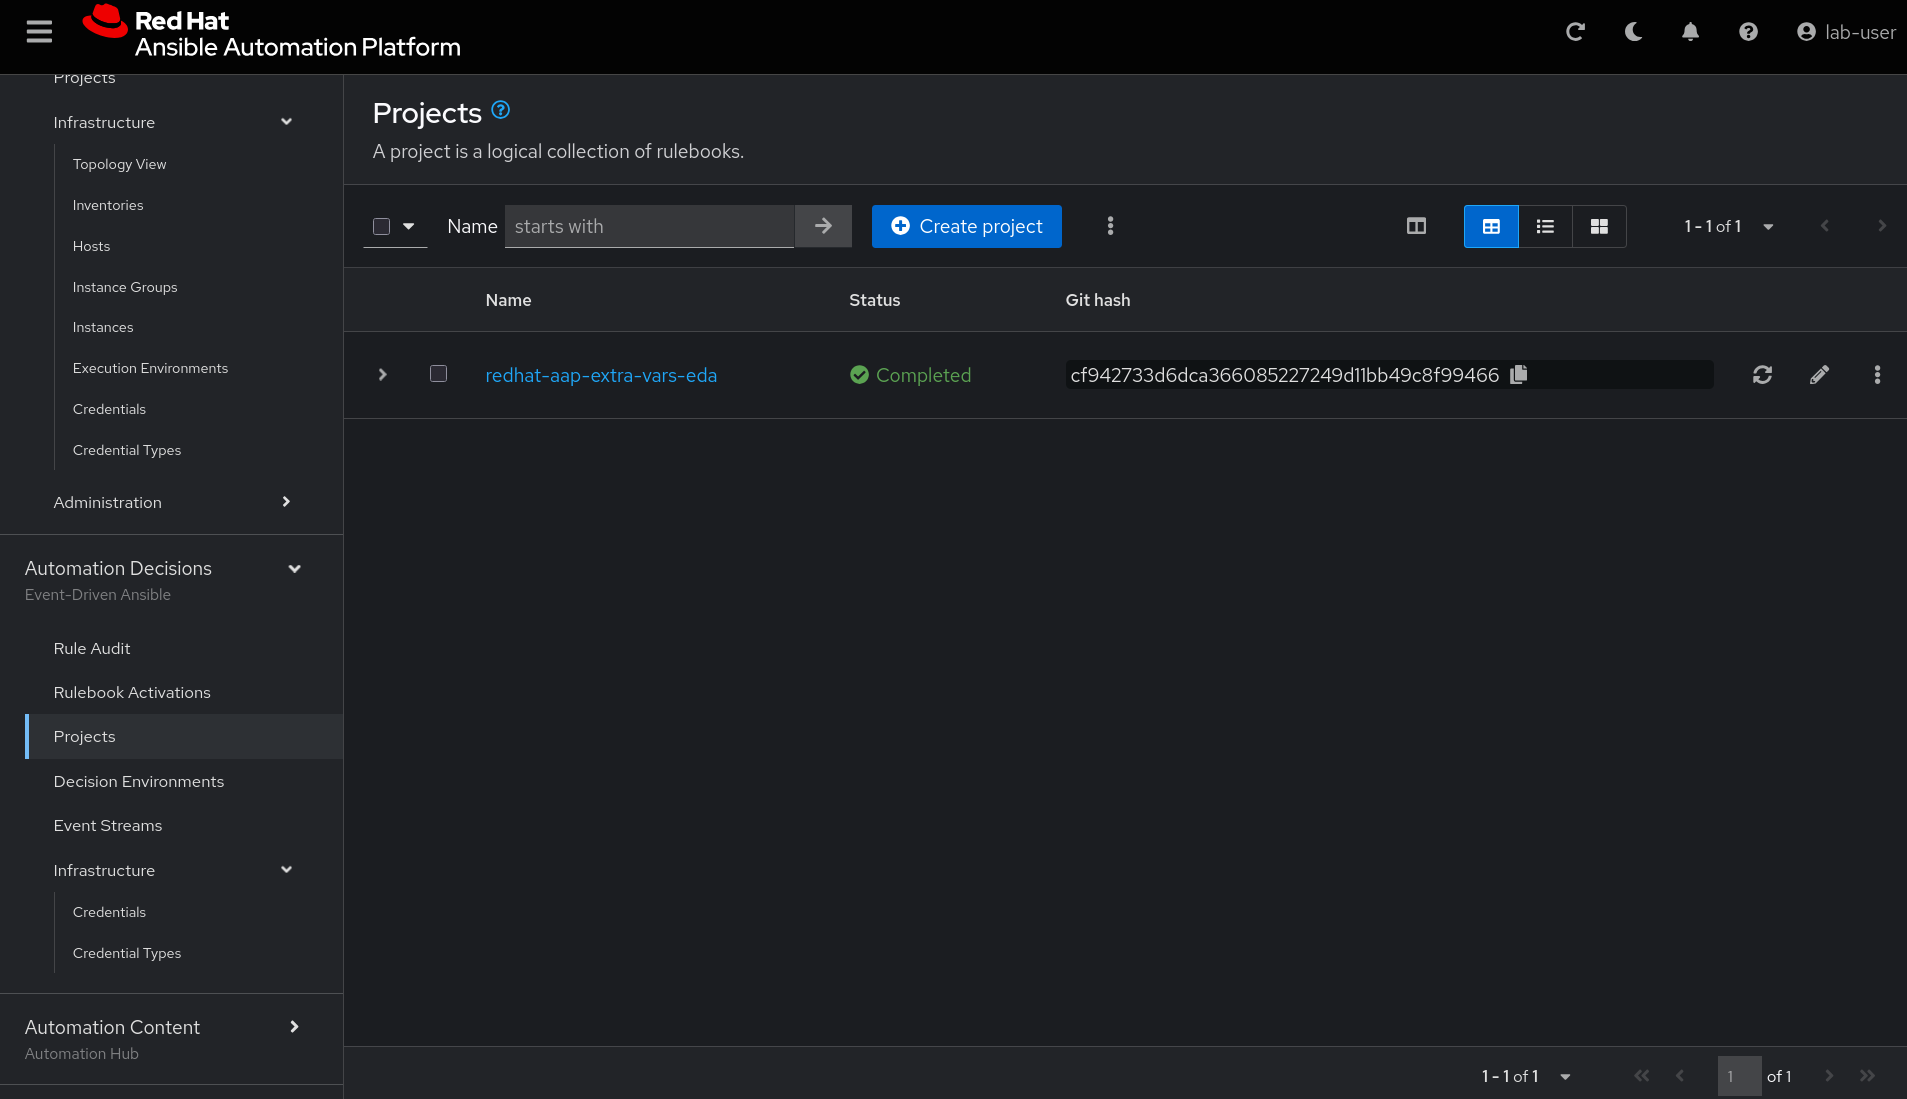 Red Hat
Ansible Automation Platform
lab-user
Projects
Infrastructure
Topology View
Inventories
Hosts
Instance Groups
Instances
Execution Environments
Credentials
Credential Types
Administration
Automation Decisions
Event-Driven Ansible
Rule Audit
Rulebook Activations
Projects
Decision Environments
Event Streams
Infrastructure
Credentials
Credential Types
Automation Content
Automation Hub
Projects
A project is a logical collection of rulebooks.
Name starts with Create project 1 - 1 of 1
Name Status Git hash
redhat-aap-extra-vars-eda Completed cf942733d6dca366085227249d11bb49c8f99466
1 - 1 of 1 1 of 1